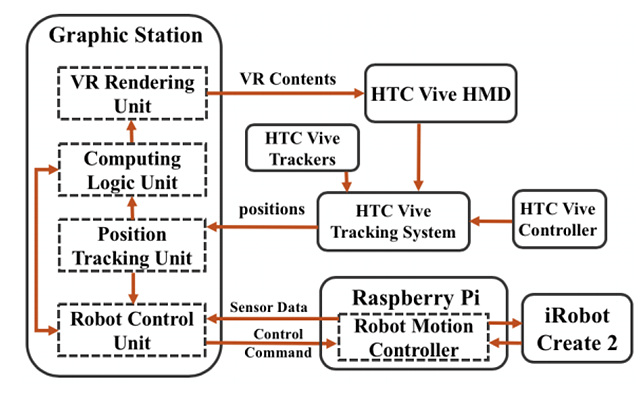 Graphic Station
VR Rendering
Unit
VR Contents
HTC Vive HMD
HTC Vive
Trackers
Computing
Logic Unit
positions
HTC Vive
Tracking System
HTC Vive
Controller
Position
Tracking Unit
Robot Control
Unit
Sensor Data
Control
Command
Raspberry Pi
Robot Motion
Controller
iRobot
Create 2